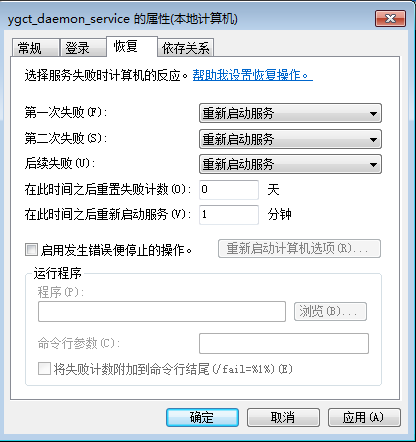 ygct_daemon_service 的属性(本地计算机)
常规 登录 恢复 依存关系
选择服务失败时计算机的反应。帮助我设置恢复操作。
第一次失败(F): 重新启动服务
第二次失败(S): 重新启动服务
后续失败(U): 重新启动服务
在此时间之后重置失败计数(O): 0 天
在此时间之后重新启动服务(V): 1 分钟
启用发生错误便停止的操作。 重新启动计算机选项(R)...
运行程序
程序(P):
浏览(B)...
命令行参数(C):
将失败计数附加到命令行结尾(/fail=%1%)(E)
确定 取消 应用(A)